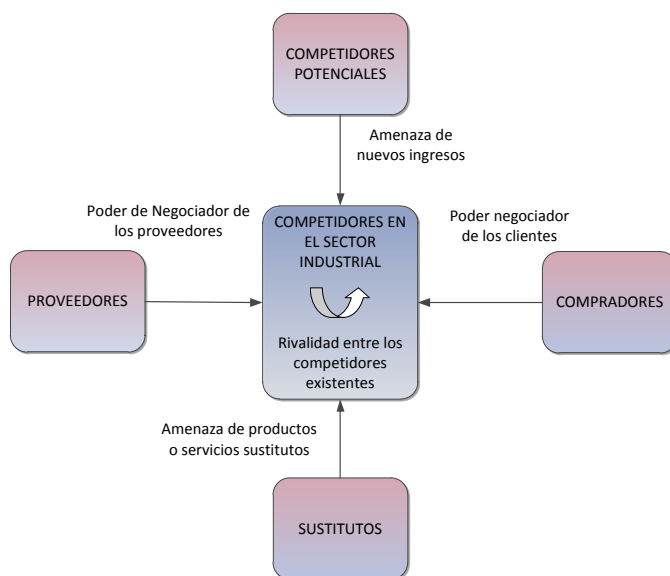 COMPETIDORES
POTENCIALES
Amenaza de
nuevos ingresos
Poder de Negociador de
los proveedores
COMPETIDORES EN
EL SECTOR
INDUSTRIAL
Poder negociador
de los clientes
PROVEEDORES
COMPRADORES
Rivalidad entre los
competidores
existentes
Amenaza de productos
o servicios sustitutos
SUSTITUTOS